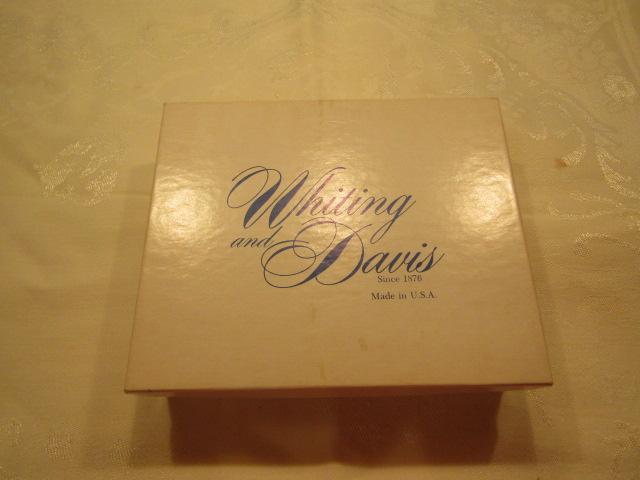 Whiting
and Davis
Since 1876
Made in U.S.A.